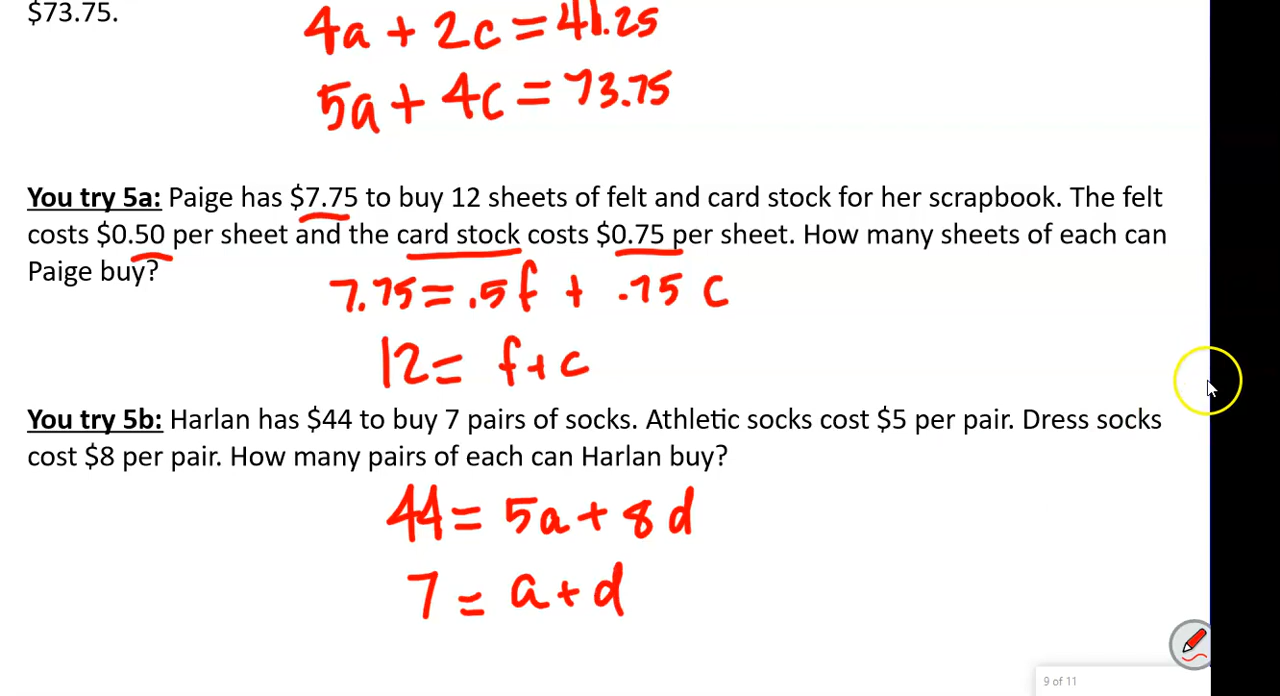 $73.75.
4a + 2c = 41.25
5a + 4c = 73.75
You try 5a: Paige has $7.75 to buy 12 sheets of felt and card stock for her scrapbook. The felt
costs $0.50 per sheet and the card stock costs $0.75 per sheet. How many sheets of each can
Paige buy?
7.75 = .5f + .75 c
12 = f+c
You try 5b: Harlan has $44 to buy 7 pairs of socks. Athletic socks cost $5 per pair. Dress socks
cost $8 per pair. How many pairs of each can Harlan buy?
44 = 5a + 8d
7 = a+d
9 of 11